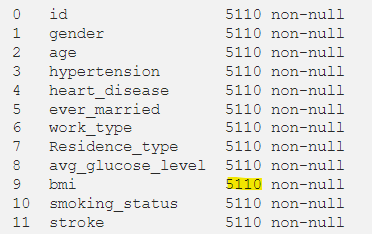 0 id 5110 non-null
1 gender 5110 non-null
2 age 5110 non-null
3 hypertension 5110 non-null
4 heart_disease 5110 non-null
5 ever_married 5110 non-null
6 work_type 5110 non-null
7 Residence_type 5110 non-null
8 avg_glucose_level 5110 non-null
9 bmi 5110 non-null
10 smoking_status 5110 non-null
11 stroke 5110 non-null